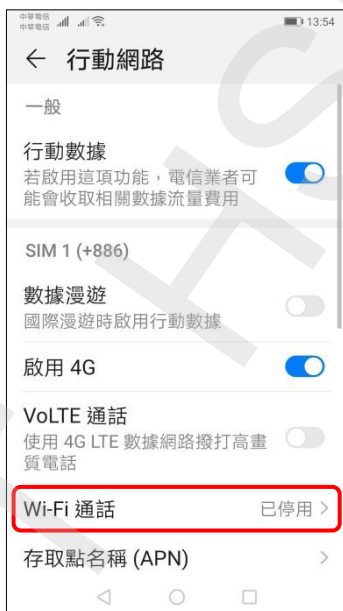 中華電信
中華電信
13:54
← 行動網路
一般
行動數據
若啟用這項功能，電信業者可
能會收取相關數據流量費用
SIM 1 (+886)
數據漫遊
國際漫遊時啟用行動數據
啟用 4G
VoLTE 通話
使用 4G LTE 數據網路撥打高畫
質電話
Wi-Fi 通話 已停用 >
存取點名稱 (APN) >